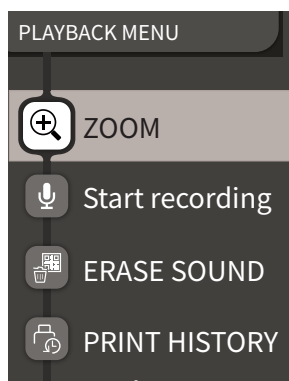 PLAYBACK MENU
ZOOM
Start recording
ERASE SOUND
PRINT HISTORY